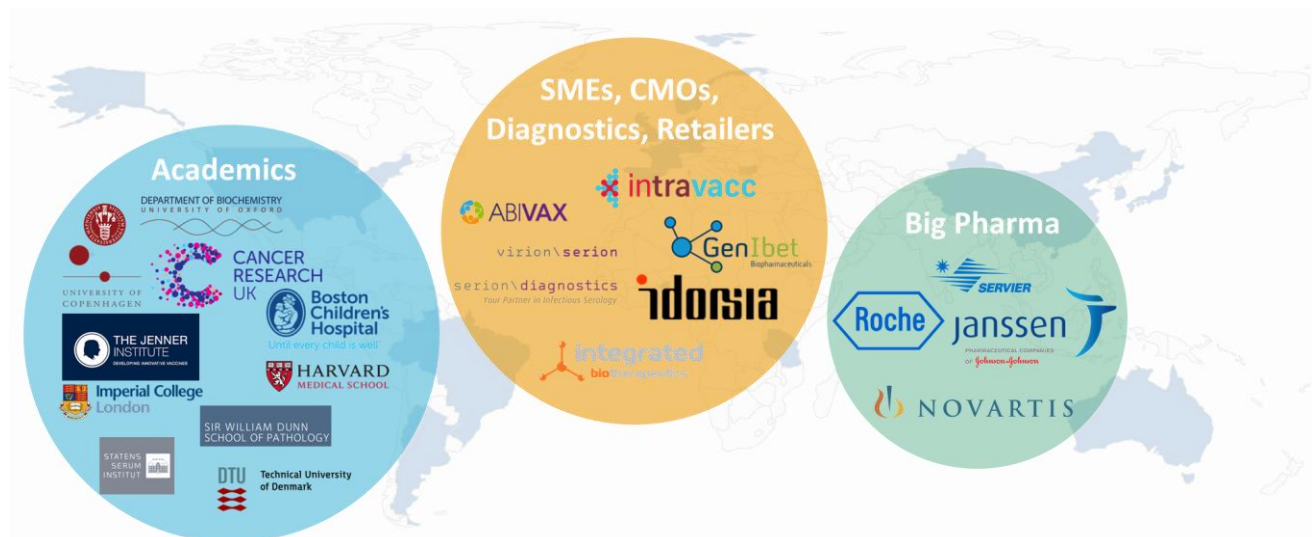 Academics
DEPARTMENT OF BIOCHEMISTRY
UNIVERSITY OF OXFORD
UNIVERSITY OF
COPENHAGEN
CANCER
RESEARCH
UK
Boston
Children's
Hospital
Until every child is well
THE JENNER
INSTITUTE
DEVELOPING INNOVATIVE VACCINES
HARVARD
MEDICAL SCHOOL
Imperial College
London
SIR WILLIAM DUNN
SCHOOL OF PATHOLOGY
STATENS
SERUM
INSTITUT
DTU
Technical University
of Denmark
SMEs, CMOs,
Diagnostics, Retailers
intravacc
ABIVAX
GenIbet
Biopharmaceuticals
virion\serion
serion\diagnostics
Your Partner in Infectious Serology
idorsia
integrated
biotherapeutics
Big Pharma
SERVIER
Roche
janssen
PHARMACEUTICAL COMPANIES
OF Johnson-Johnson
NOVARTIS